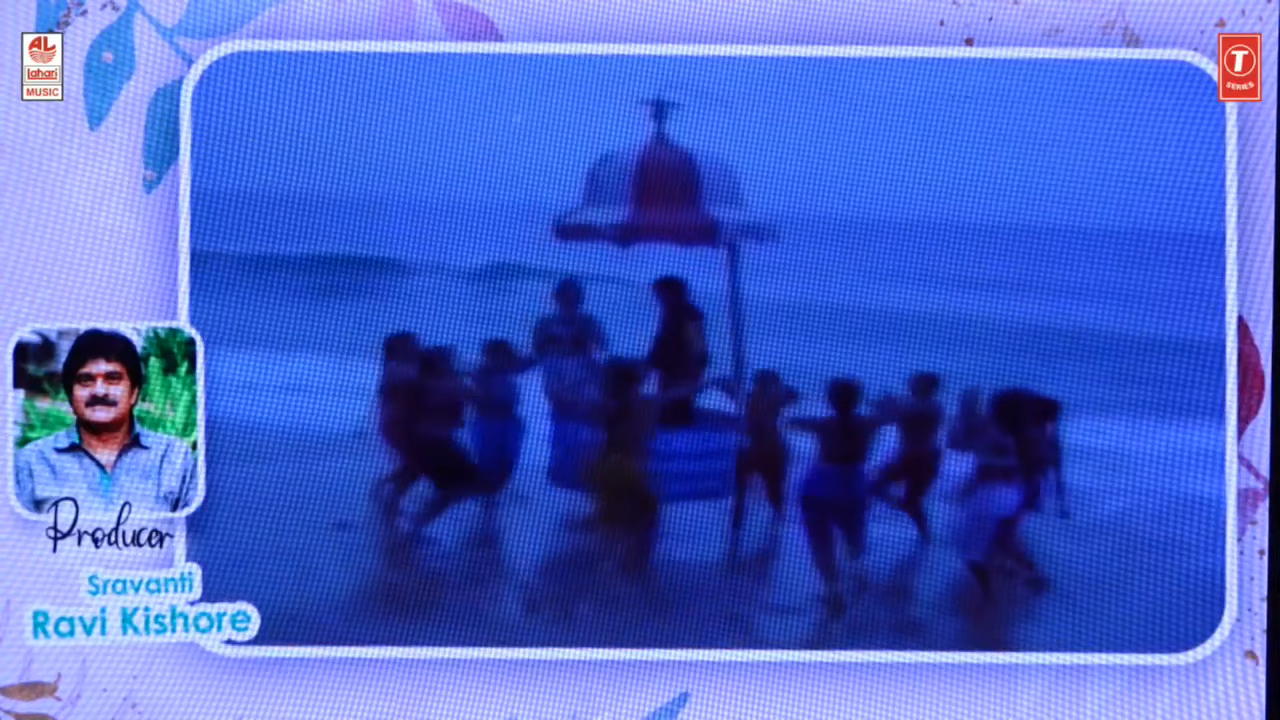 AL
Lahari
MUSIC
T
SERIES
Producer
Sravanti
Ravi Kishore